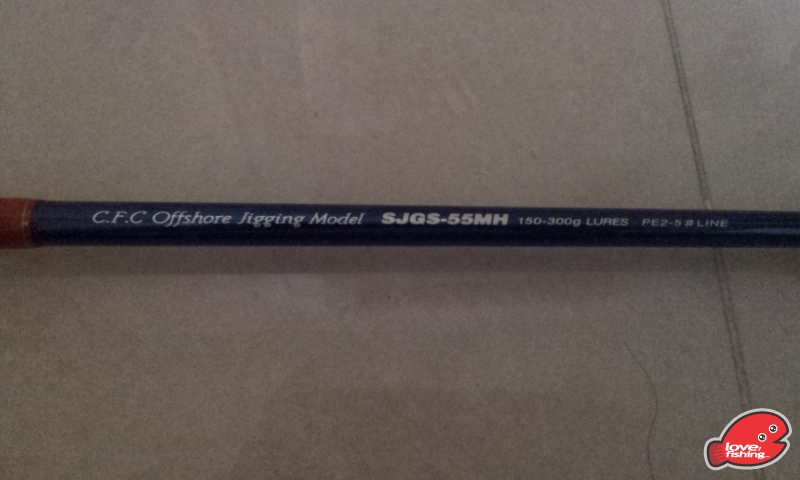 C.F.C Offshore Jigging Model SJGS-55MH 150-300g LURES PE2-5# LINE
love,
fishing